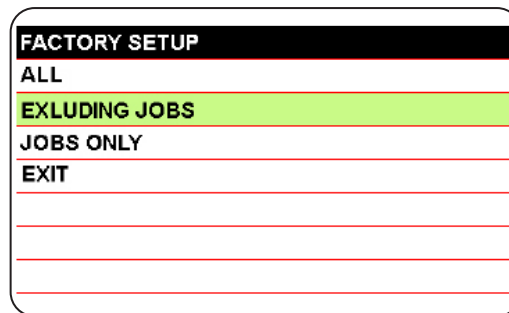 FACTORY SETUP
ALL
EXLUDING JOBS
JOBS ONLY
EXIT